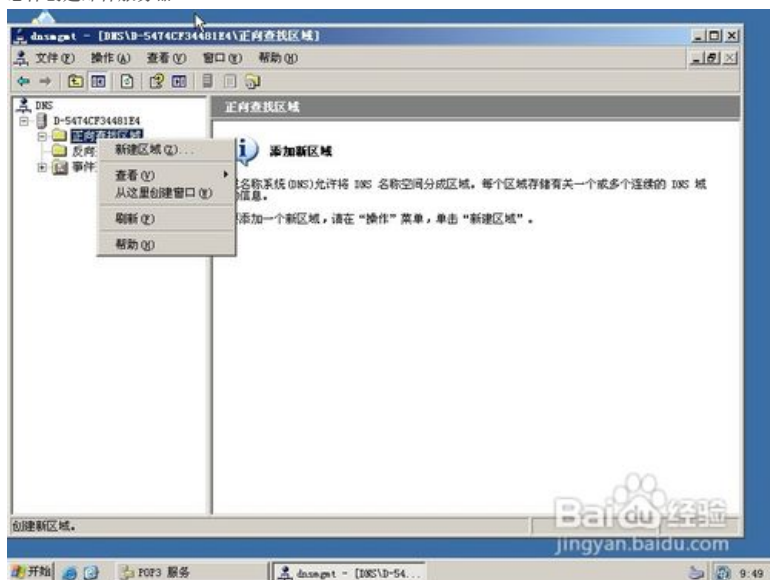 dnsmgmt - [DNS\D-5474CF34481E4\正向查找区域]
文件(F) 操作(A) 查看(V) 窗口(W) 帮助(H)
DNS
D-5474CF34481E4
正向查找区域
反向
事件
新建区域(Z)...
查看(V)
从这里创建窗口(W)
刷新(F)
帮助(H)
正向查找区域
添加新区域
名称系统(DNS)允许将 DNS 名称空间分成区域。每个区域存储有关一个或多个连续的 DNS 域
信息。
添加一个新区域，请在“操作”菜单，单击“新建区域”。
创建新区域。
Baidu 经验
jingyan.baidu.com
开始
POP3 服务
dnsmgmt - [DNS\D-54...
9:49